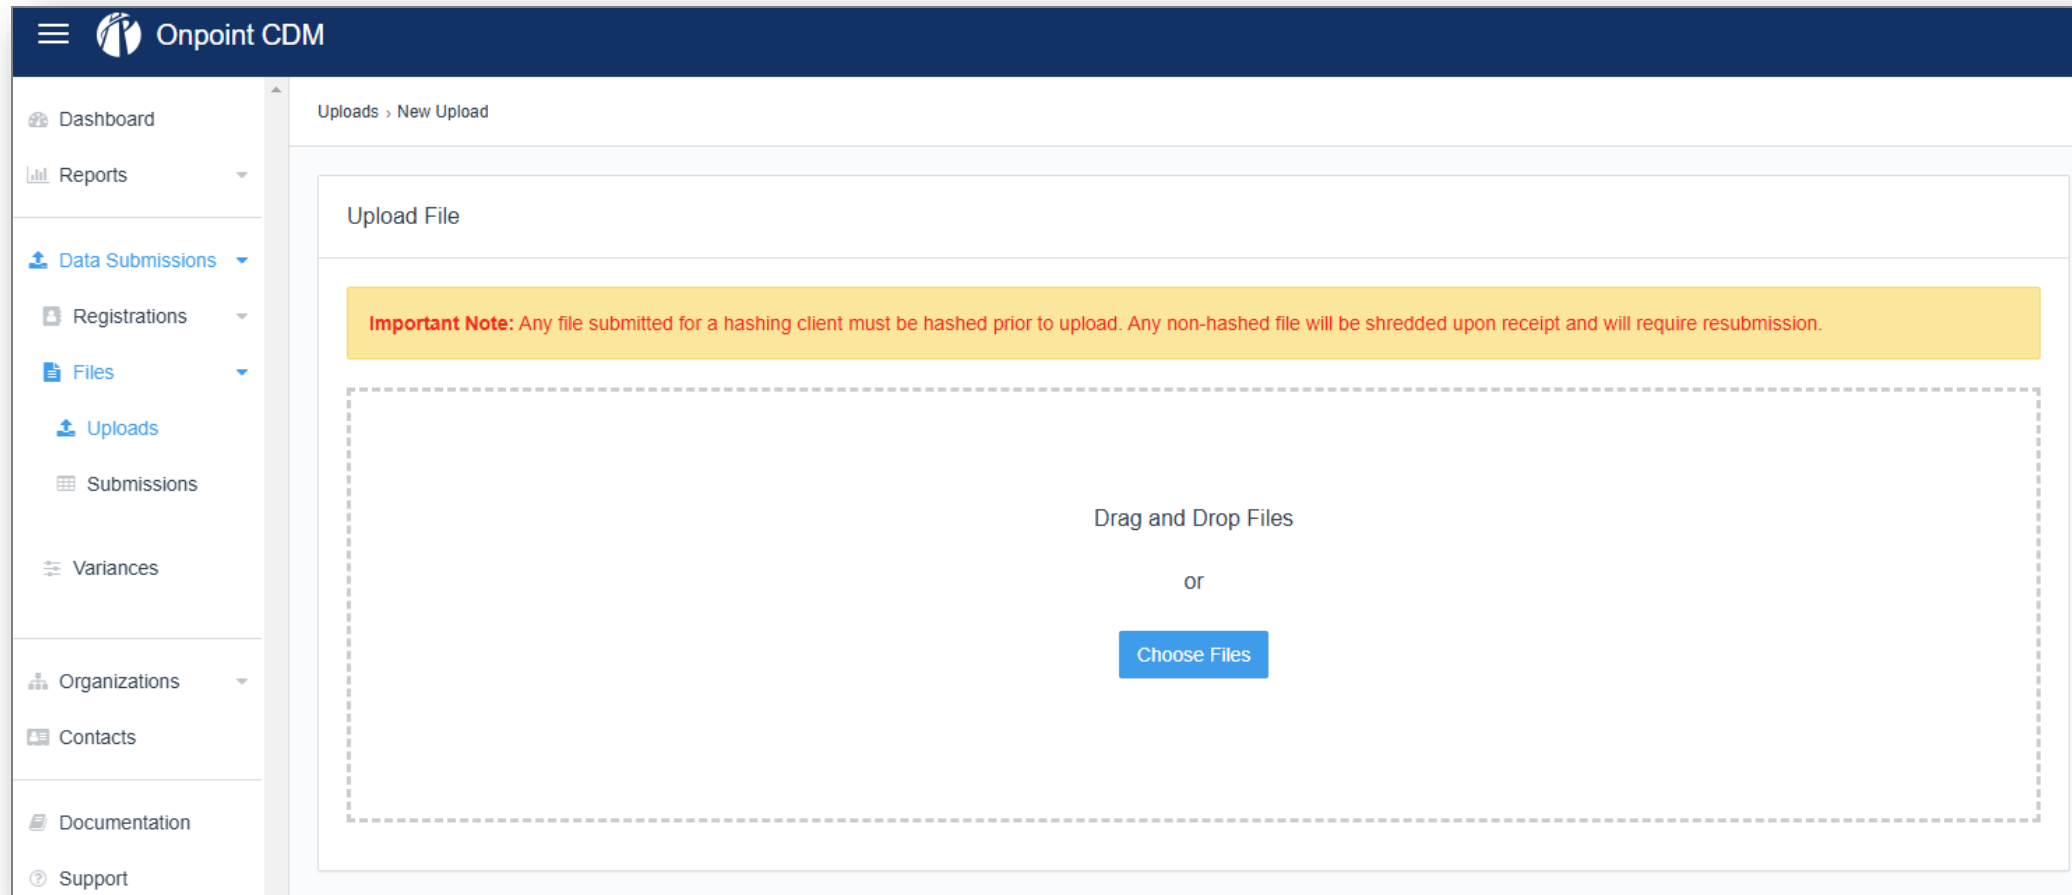 Onpoint CDM
Dashboard
Reports
Data Submissions
Registrations
Files
Uploads
Submissions
Variances
Organizations
Contacts
Documentation
Support
Uploads › New Upload
Upload File
Important Note: Any file submitted for a hashing client must be hashed prior to upload. Any non-hashed file will be shredded upon receipt and will require resubmission.
Drag and Drop Files
or
Choose Files